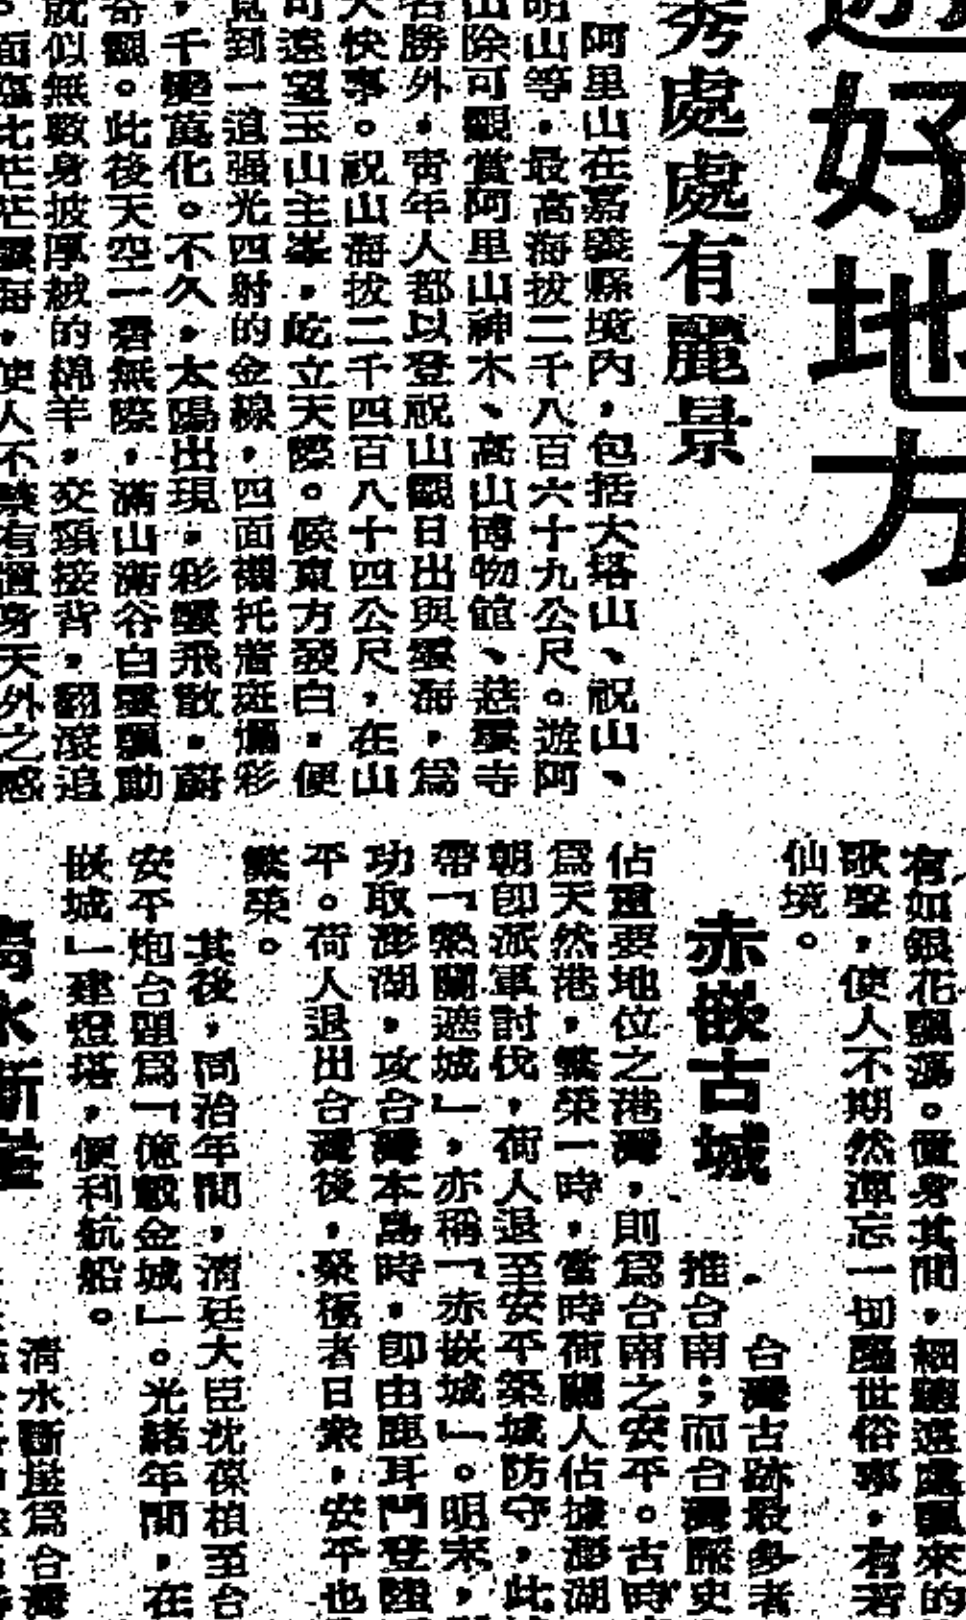 遊好地方
秀處處有麗景
阿里山在嘉義縣境內，包括大塔山、祝山、
明山等，最高海拔二千八百六十九公尺。遊阿
山除可觀賞阿里山神木、高山博物館、慈雲寺
名勝外，青年人都以登祝山觀日出與雲海，爲
大快事。祝山海拔二千四百八十四公尺，在山
可遠望玉山主峯，屹立天際。候東方發白，便
見到一道强光四射的金線，四面襯托着斑斕彩
，千變萬化。不久，太陽出現，彩雲飛散，蔚
奇觀。此後天空一碧無際，滿山滿谷白雲飄動
就似無數身披厚絨的綿羊，交頸接背，翻滾追
。面臨此茫茫雲海，使人不禁有置身天外之感
有如銀花飄瀉。置身其間，細聽遠處飄來的
歌聲，使人不期然渾忘一切塵世俗事，有若
仙境。
赤嵌古城
台灣古跡最多者
推台南；而台灣歷史
佔重要地位之港灣，則爲台南之安平。古時
爲天然港，繁榮一時，當時荷蘭人佔據澎湖
朝卽派軍討伐，荷人退至安平築城防守，此
帶「熱蘭遮城」，亦稱「赤嵌城」。明末，
功取澎湖，攻台灣本島時，卽由鹿耳門登陸
平。荷人退出台灣後，聚極者日衆，安平也
繁榮。
其後，同治年間，清廷大臣沈葆楨至台
安平炮台題爲「億載金城」。光緒年間，在
嵌城」建燈塔，便利航船。
清水斷崖
清水斷崖爲台灣